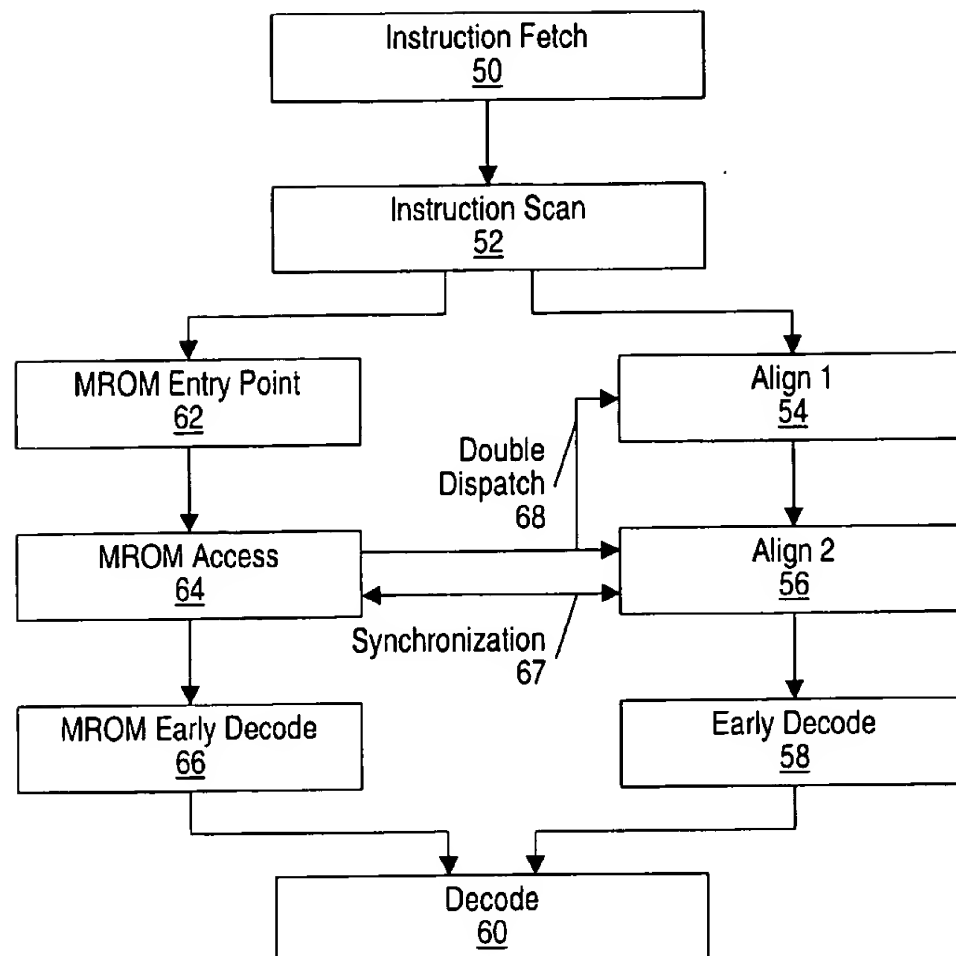 Instruction Fetch
50
Instruction Scan
52
MROM Entry Point
62
Align 1
54
Double
Dispatch
68
MROM Access
64
Align 2
56
Synchronization
67
MROM Early Decode
66
Early Decode
58
Decode
60